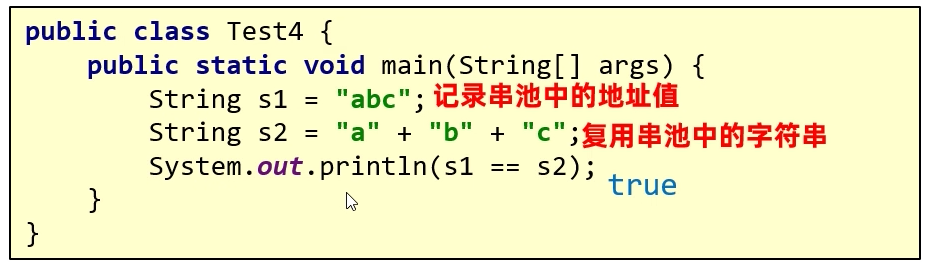 public class Test4 {
public static void main(String[] args) {
String s1 = "abc"; 记录串池中的地址值
String s2 = "a" + "b" + "c"; 复用串池中的字符串
System.out.println(s1 == s2);
true
}
}